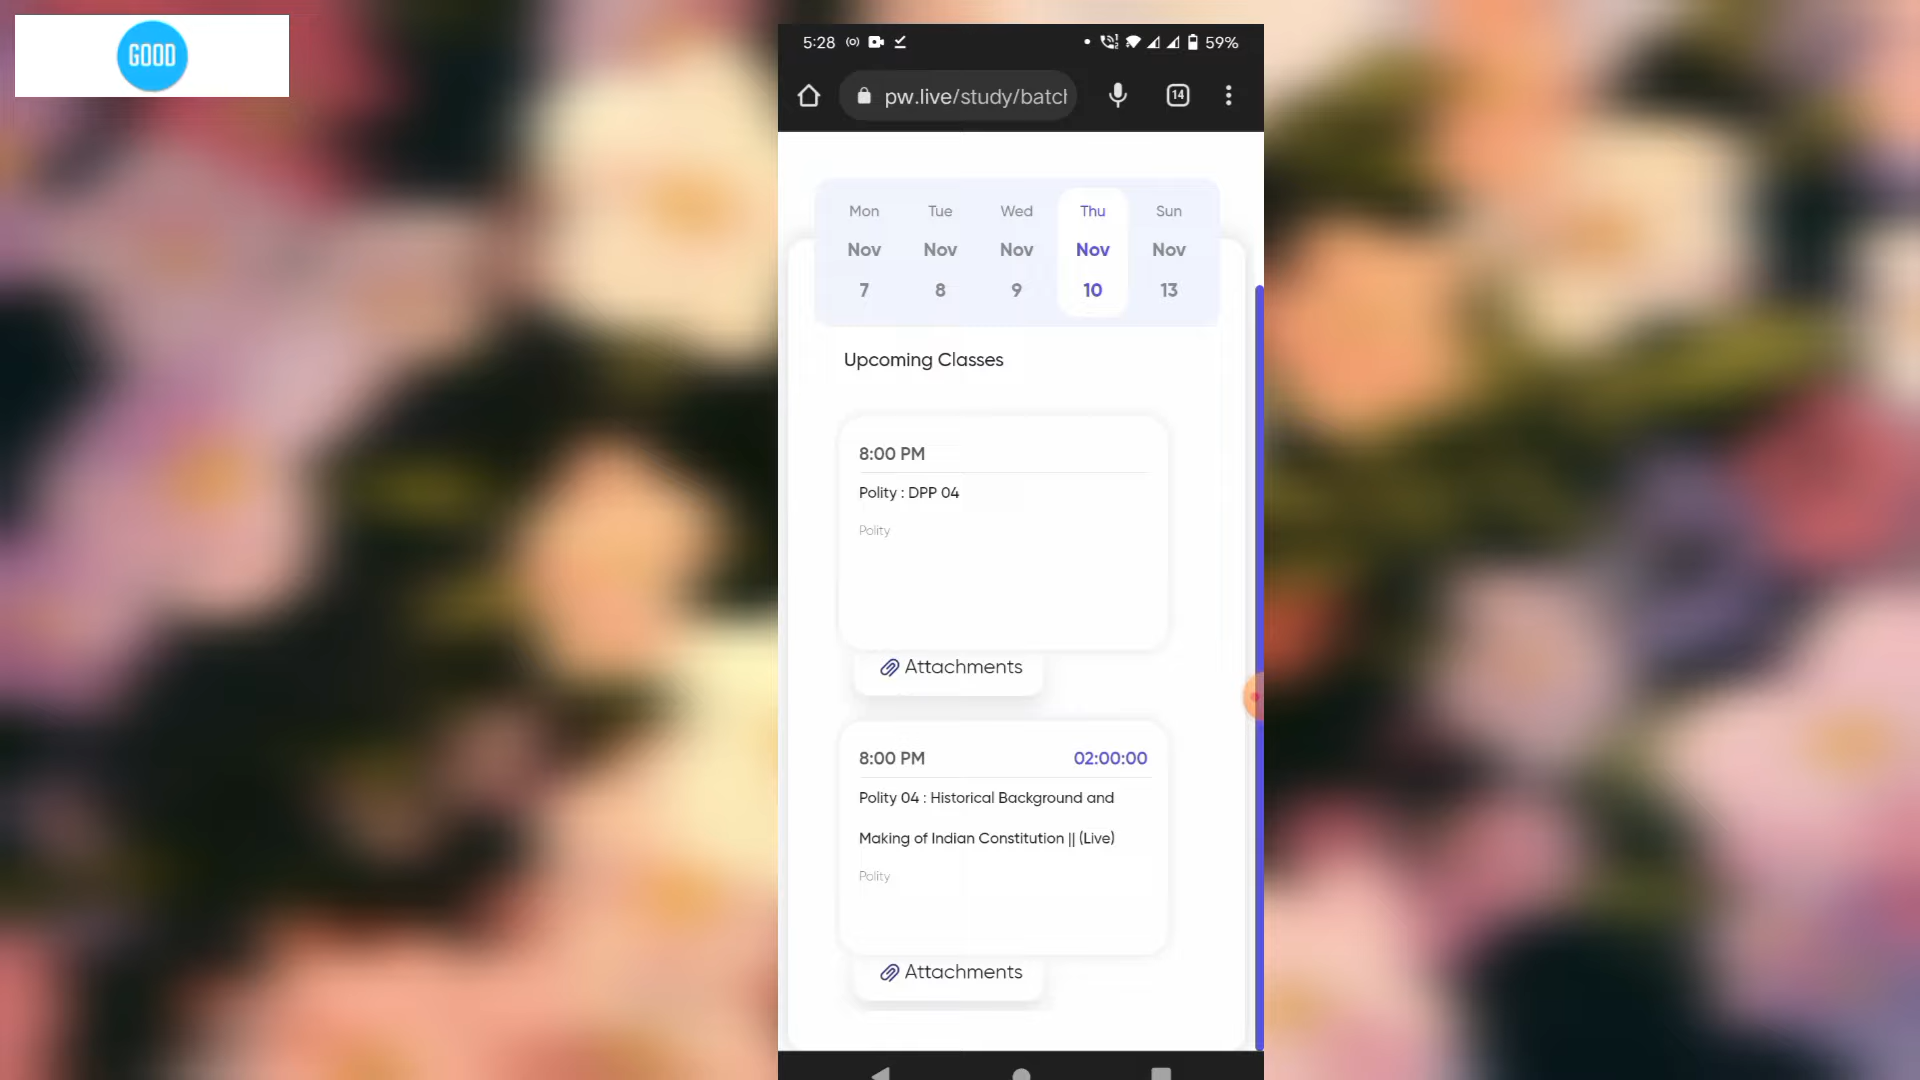 GOOD
5:28
59%
pw.live/study/batch
14
Mon Tue Wed Thu Sun
Nov Nov Nov Nov Nov
7 8 9 10 13
Upcoming Classes
8:00 PM
Polity : DPP 04
Polity
Attachments
8:00 PM 02:00:00
Polity 04 : Historical Background and
Making of Indian Constitution || (Live)
Polity
Attachments